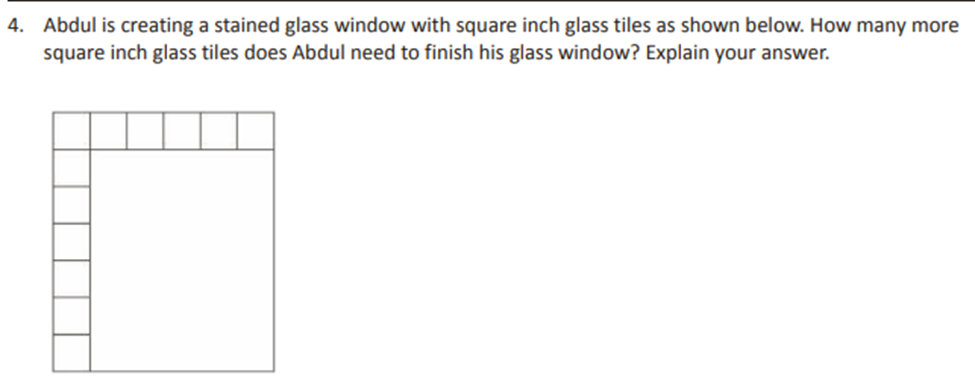 4. Abdul is creating a stained glass window with square inch glass tiles as shown below. How many more
square inch glass tiles does Abdul need to finish his glass window? Explain your answer.